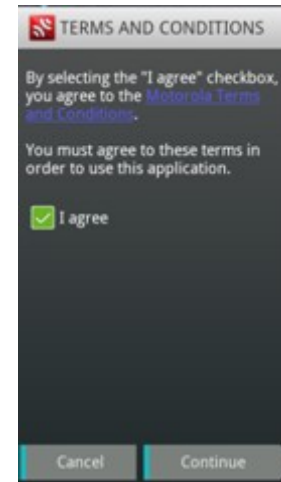 TERMS AND CONDITIONS
By selecting the "I agree" checkbox,
you agree to the Motorola Terms
and Conditions.
You must agree to these terms in
order to use this application.
I agree
Cancel Continue